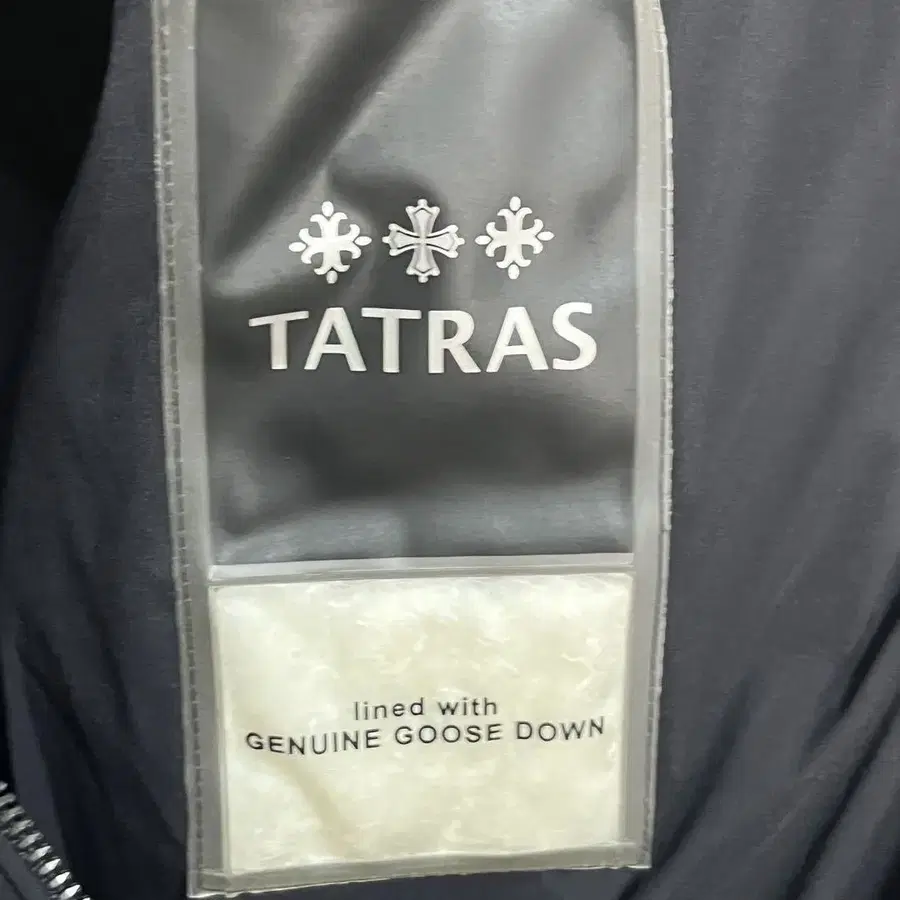 TATRAS
lined with
GENUINE GOOSE DOWN